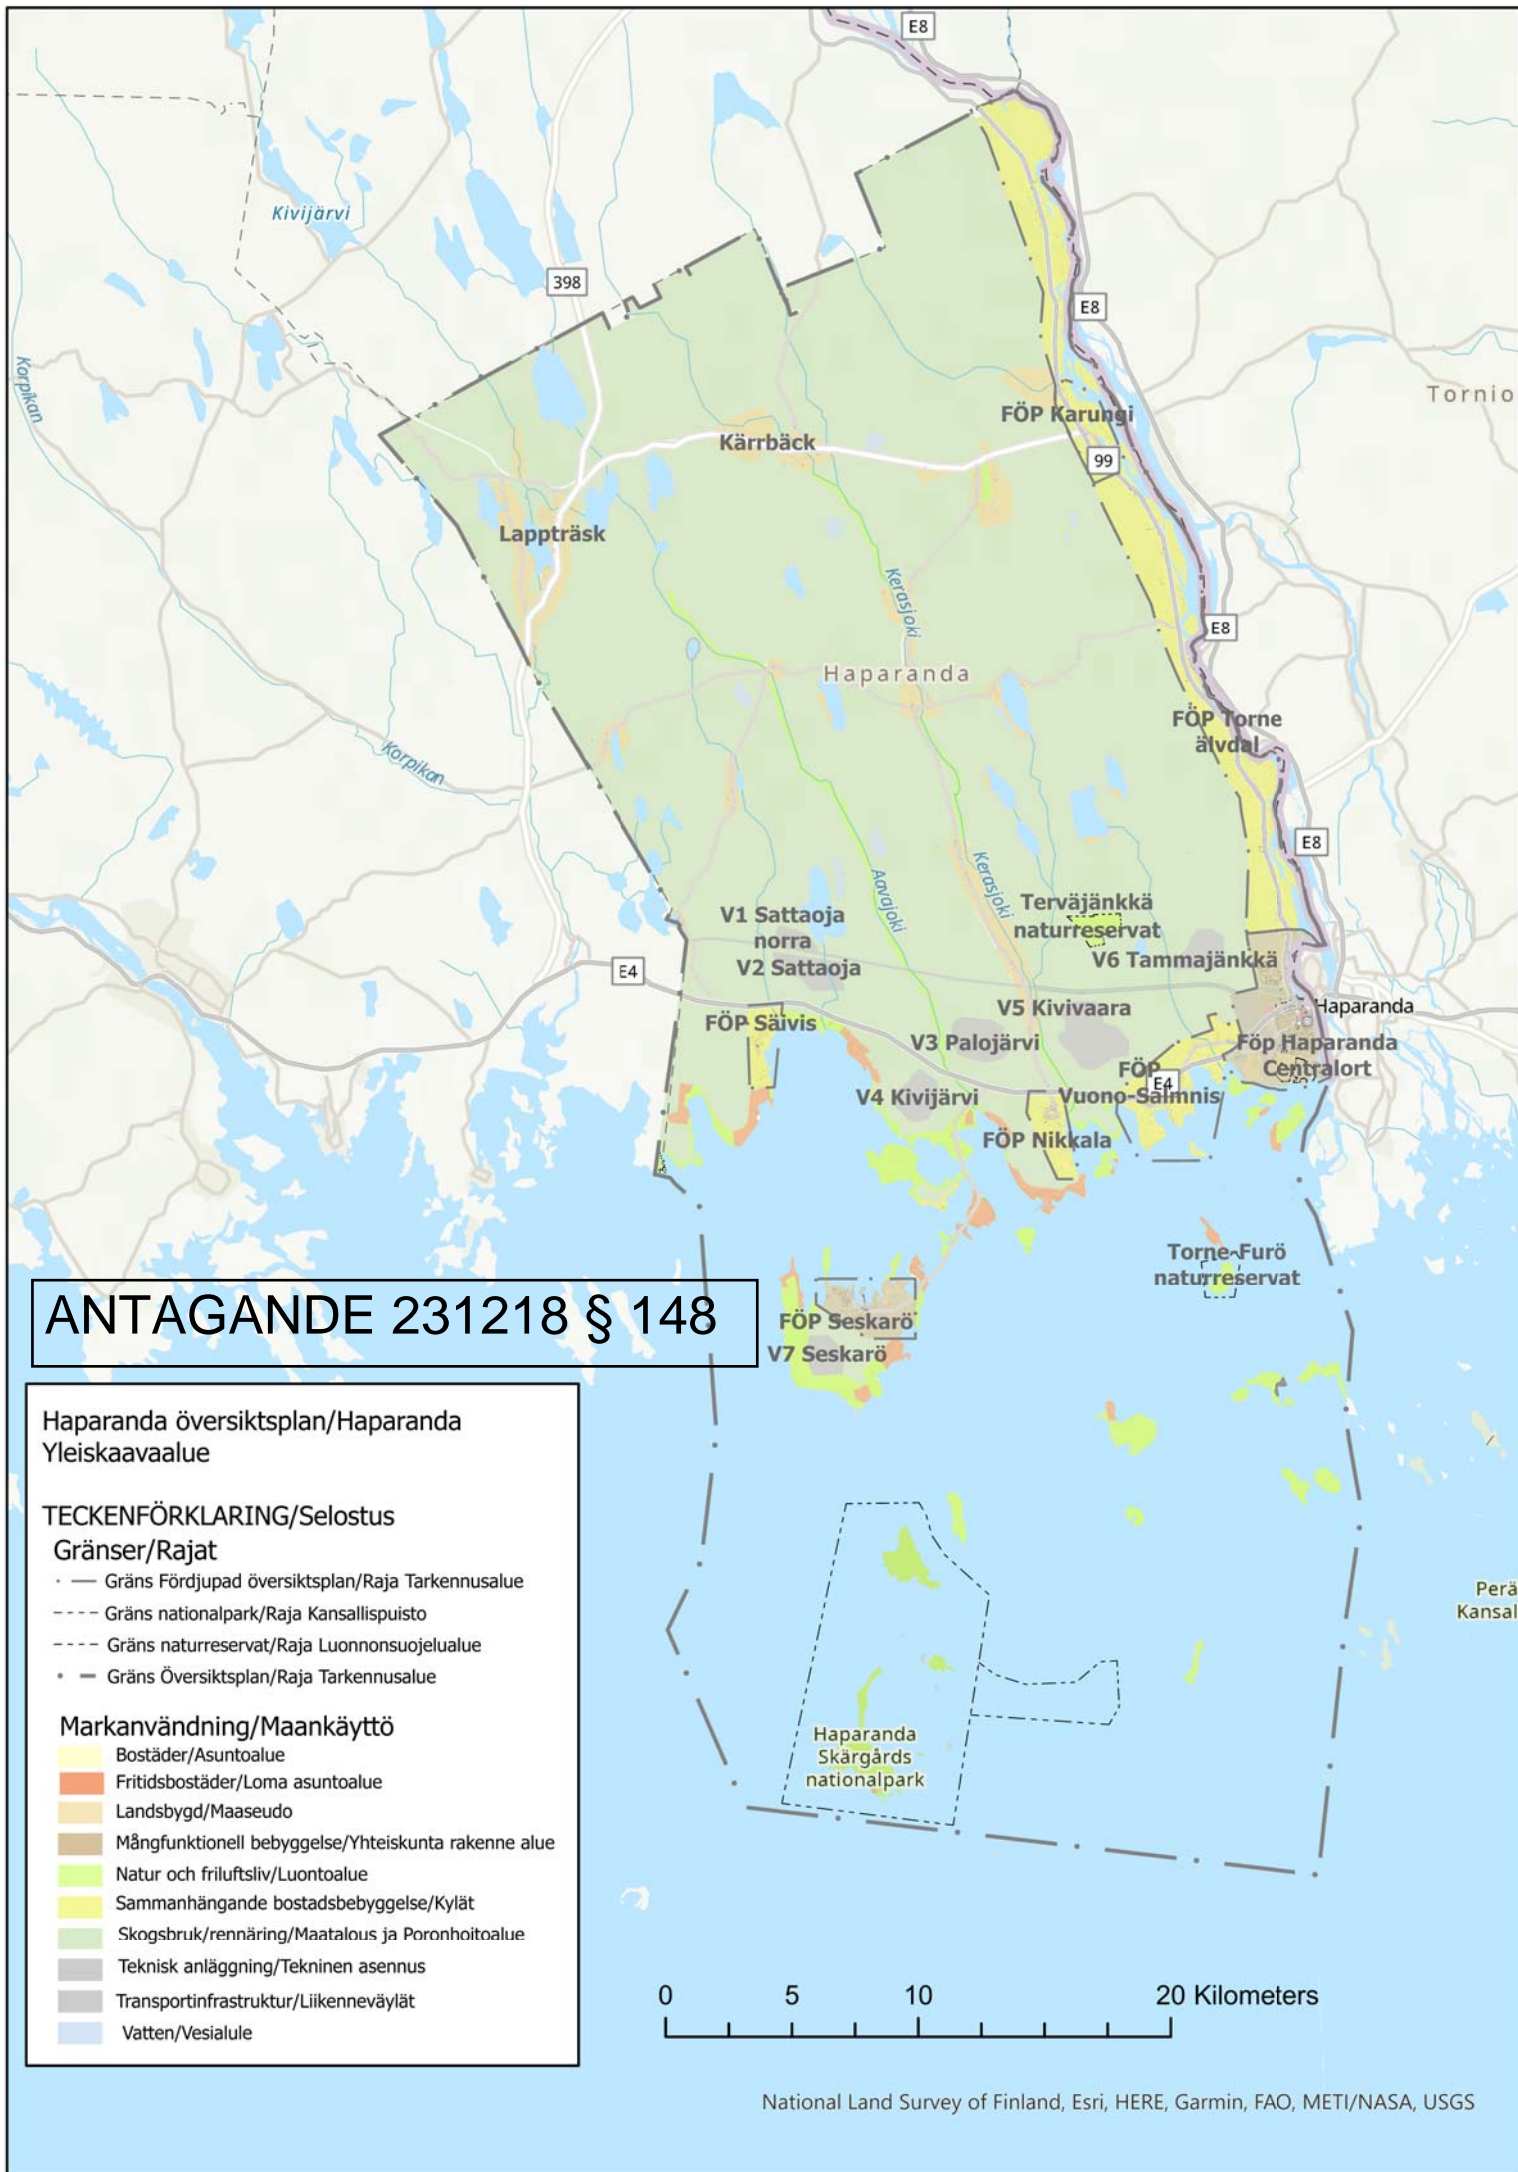 E8
Kivijärvi
398
E8
Korpikan
Tornio
FÖP Karungi
Kärrbäck
99
Lappträsk
Kerasjoki
E8
Haparanda
FÖP Torne
älvdal
Korpikan
E8
Kerasjoki
Aavajoki
Terväjänkkä
naturreservat
V1 Sattaoja
norra
V6 Tammajänkkä
V2 Sattaoja
E4
V5 Kivivaara
Haparanda
FÖP Säivis
V3 Palojärvi
Föp Haparanda
Centralort
FÖP
E4
Vuono-Salmnis
V4 Kivijärvi
FÖP Nikkala
Torne-Furö
naturreservat
ANTAGANDE 231218 § 148
FÖP Seskarö
V7 Seskarö
Haparanda översiktsplan/Haparanda
Yleiskaavaalue
TECKENFÖRKLARING/Selostus
Gränser/Rajat
Gräns Fördjupad översiktsplan/Raja Tarkennusalue
Gräns nationalpark/Raja Kansallispuisto
Gräns naturreservat/Raja Luonnonsuojelualue
Gräns Översiktsplan/Raja Tarkennusalue
Markanvändning/Maankäyttö
Bostäder/Asuntoalue
Fritidsbostäder/Loma asuntoalue
Landsbygd/Maaseudo
Mångfunktionell bebyggelse/Yhteiskunta rakenne alue
Natur och friluftsliv/Luontoalue
Sammanhängande bostadsbebyggelse/Kylät
Skogsbruk/rennäring/Maatalous ja Poronhoitoalue
Teknisk anläggning/Tekninen asennus
Transportinfrastruktur/Liikenneväylät
Vatten/Vesialule
Perä
Kansal
Haparanda
Skärgårds
nationalpark
0 5 10 20 Kilometers
National Land Survey of Finland, Esri, HERE, Garmin, FAO, METI/NASA, USGS